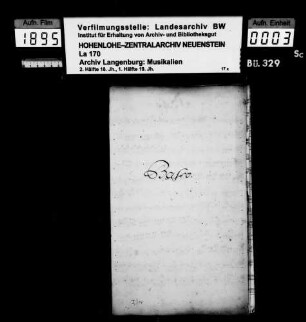 Aufn. Film
1895
Verfilmungsstelle: Landesarchiv BW
Institut für Erhaltung von Archiv- und Bibliotheksgut
HOHENLOHE-ZENTRALARCHIV NEUENSTEIN
La 170
Archiv Langenburg: Musikalien
2. Hälfte 18. Jh., 1. Hälfte 19. Jh.
Aufn. Einheit
0003
Bü. 329
Basso.